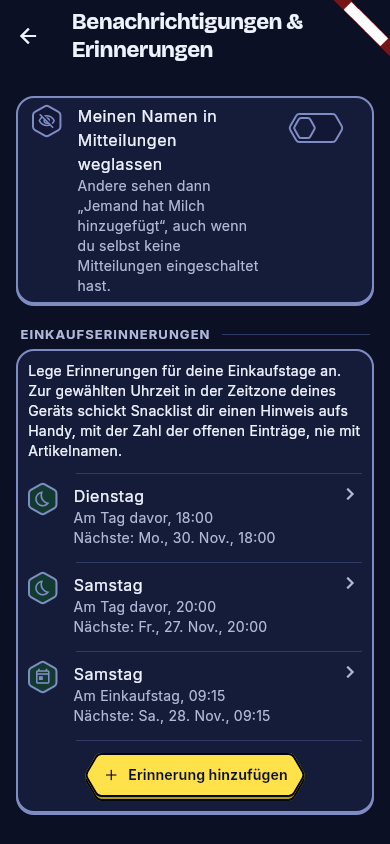 Benachrichtigungen &
Erinnerungen
Meinen Namen in
Mitteilungen
weglassen
Andere sehen dann
„Jemand hat Milch
hinzugefügt“, auch wenn
du selbst keine
Mitteilungen eingeschaltet
hast.
EINKAUFSERINNERUNGEN
Lege Erinnerungen für deine Einkaufstage an.
Zur gewählten Uhrzeit in der Zeitzone deines
Geräts schickt Snacklist dir einen Hinweis aufs
Handy, mit der Zahl der offenen Einträge, nie mit
Artikelnamen.
Dienstag
Am Tag davor, 18:00
Nächste: Mo., 30. Nov., 18:00
Samstag
Am Tag davor, 20:00
Nächste: Fr., 27. Nov., 20:00
Samstag
Am Einkaufstag, 09:15
Nächste: Sa., 28. Nov., 09:15
Erinnerung hinzufügen